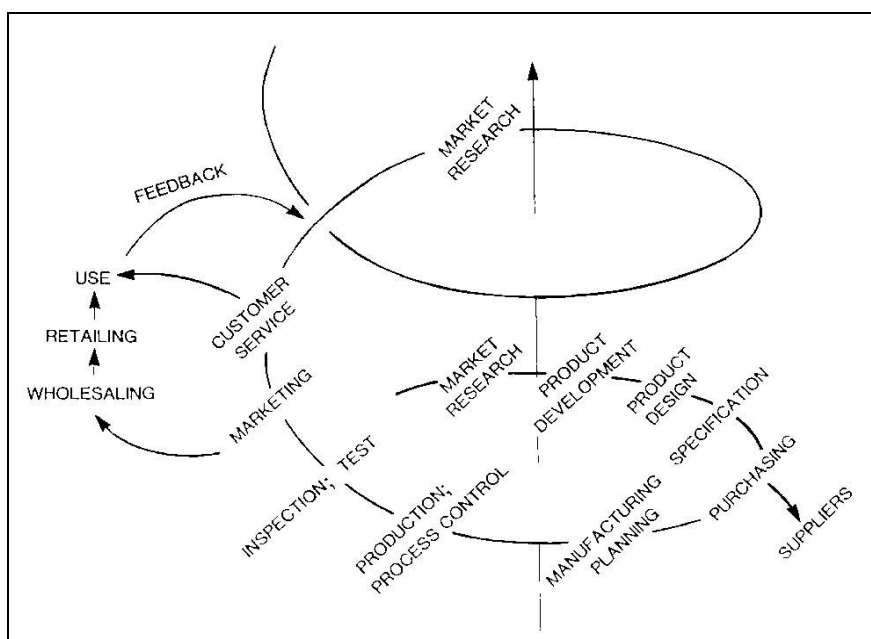 MARKET
RESEARCH
FEEDBACK
USE
RETAILING
WHOLESALING
CUSTOMER
SERVICE
MARKETING
MARKET
RESEARCH
PRODUCT
DEVELOPMENT
PRODUCT
DESIGN
SPECIFICATION
PURCHASING
SUPPLIERS
MANUFACTURING
PLANNING
PRODUCTION;
PROCESS CONTROL
INSPECTION; TEST